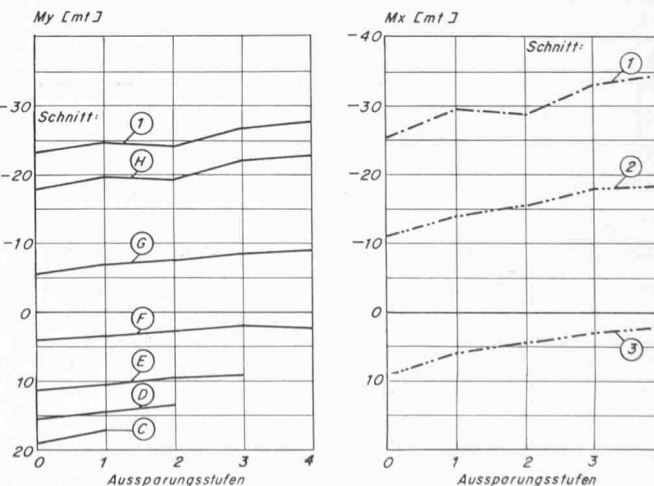 My [mt]
-30
-20
-10
0
10
20
Schnitt:
1
H
G
F
E
D
C
0 1 2 3 4
Aussparungsstufen
Mx [mt]
-40
-30
-20
-10
0
10
Schnitt:
1
2
3
0 1 2 3
Aussparungsstufen